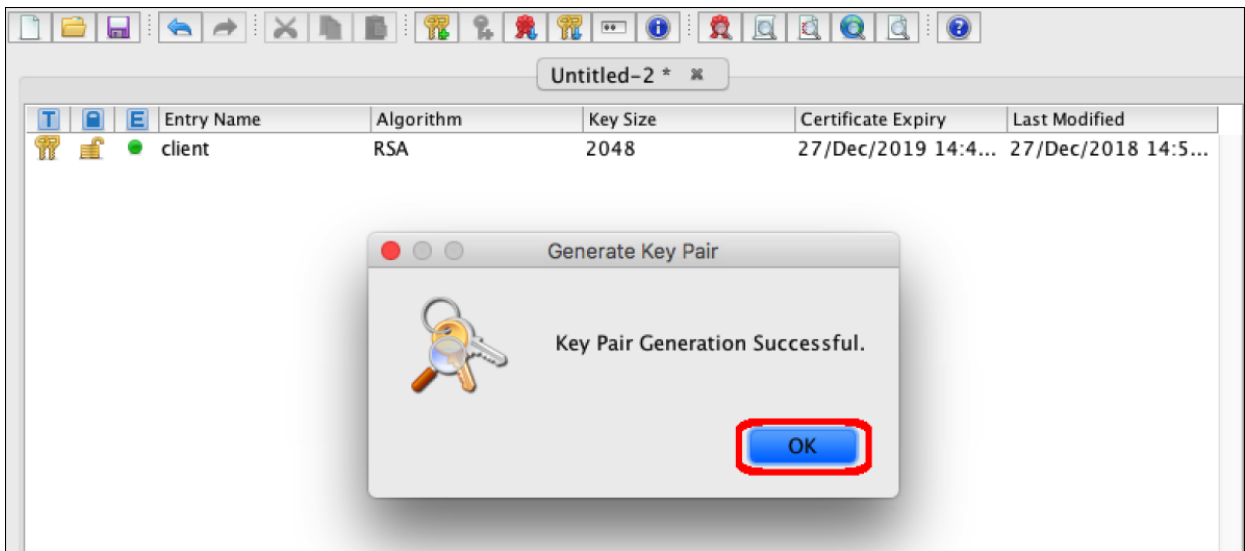 Untitled-2 *
T E Entry Name Algorithm Key Size Certificate Expiry Last Modified
client RSA 2048 27/Dec/2019 14:4... 27/Dec/2018 14:5...
Generate Key Pair
Key Pair Generation Successful.
OK